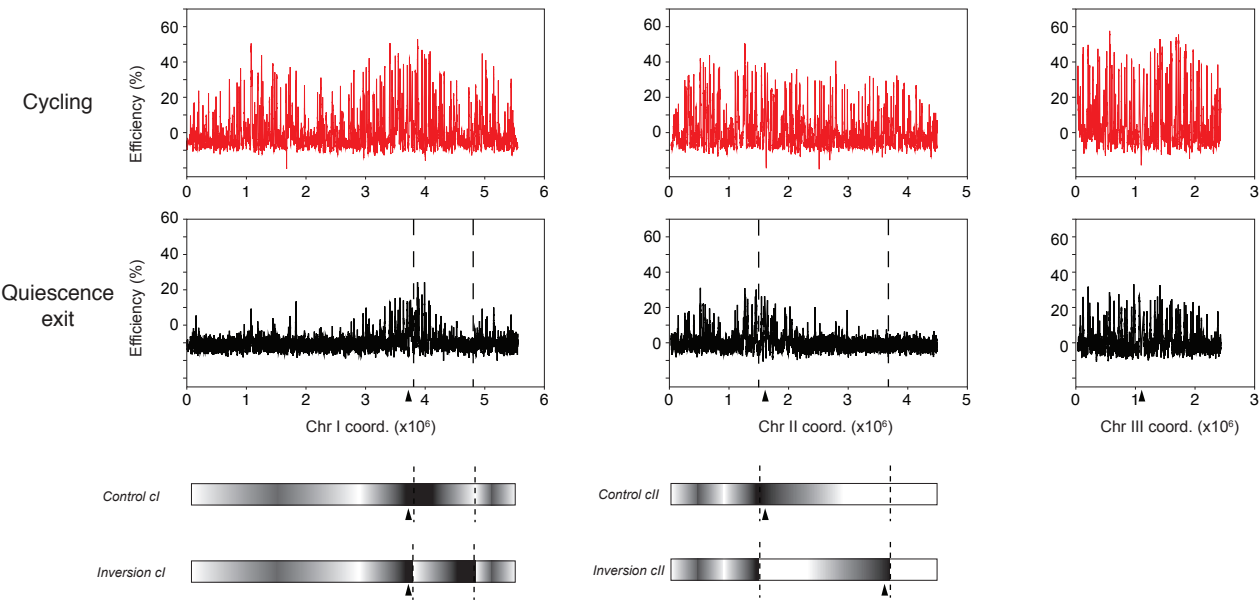 60
40
20
0
Efficiency (%)
Cycling
0 1 2 3 4 5 6
60
40
20
0
Efficiency (%)
0 1 2 3 4 5
60
40
20
0
0 1 2 3
Quiescence
exit
60
40
20
0
Efficiency (%)
0 1 2 3 4 5 6
Chr I coord. (x10⁶)
60
40
20
0
0 1 2 3 4 5
Chr II coord. (x10⁶)
60
40
20
0
0 1 2 3
Chr III coord. (x10⁶)
Control cI
Control cII
Inversion cI
Inversion cII